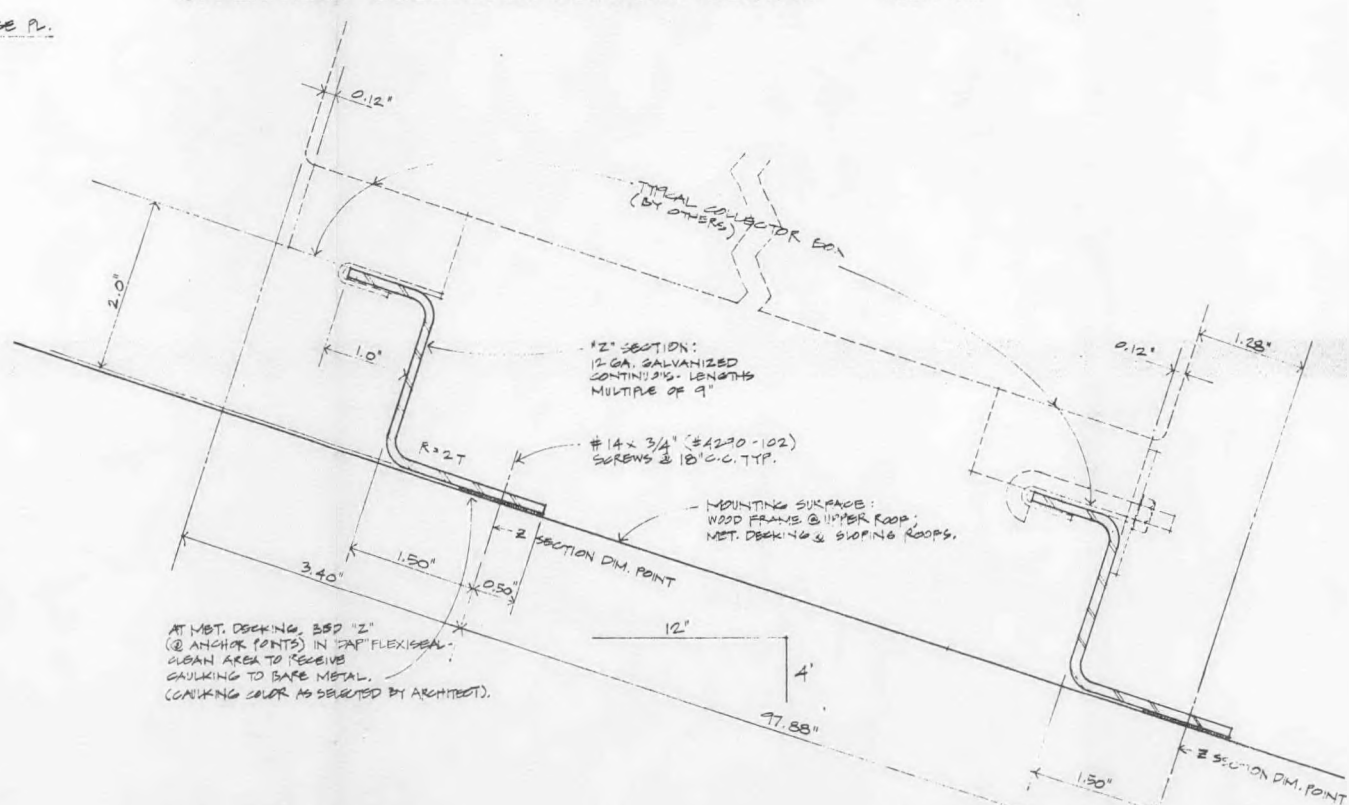 SE PL.
0.12"
TYPICAL COLLECTOR BOX
(BY OTHERS)
2.0"
1.0"
"Z" SECTION:
12 GA. GALVANIZED
CONTINUOUS - LENGTHS
MULTIPLE OF 9"
0.12"
1.28"
R=2T
#14 x 3/4" (#4290-102)
SCREWS @ 18" C.C. TYP.
MOUNTING SURFACE:
WOOD FRAME @ UPPER ROOF;
MET. DECKING @ SLOPING ROOFS.
Z SECTION DIM. POINT
1.50"
0.50"
3.40"
AT MET. DECKING, BED "Z"
(@ ANCHOR POINTS) IN "DAP" FLEXISEAL -
CLEAN AREA TO RECEIVE
CAULKING TO BARE METAL.
(CAULKING COLOR AS SELECTED BY ARCHITECT).
12"
4'
97.88"
1.50"
Z SECTION DIM. POINT